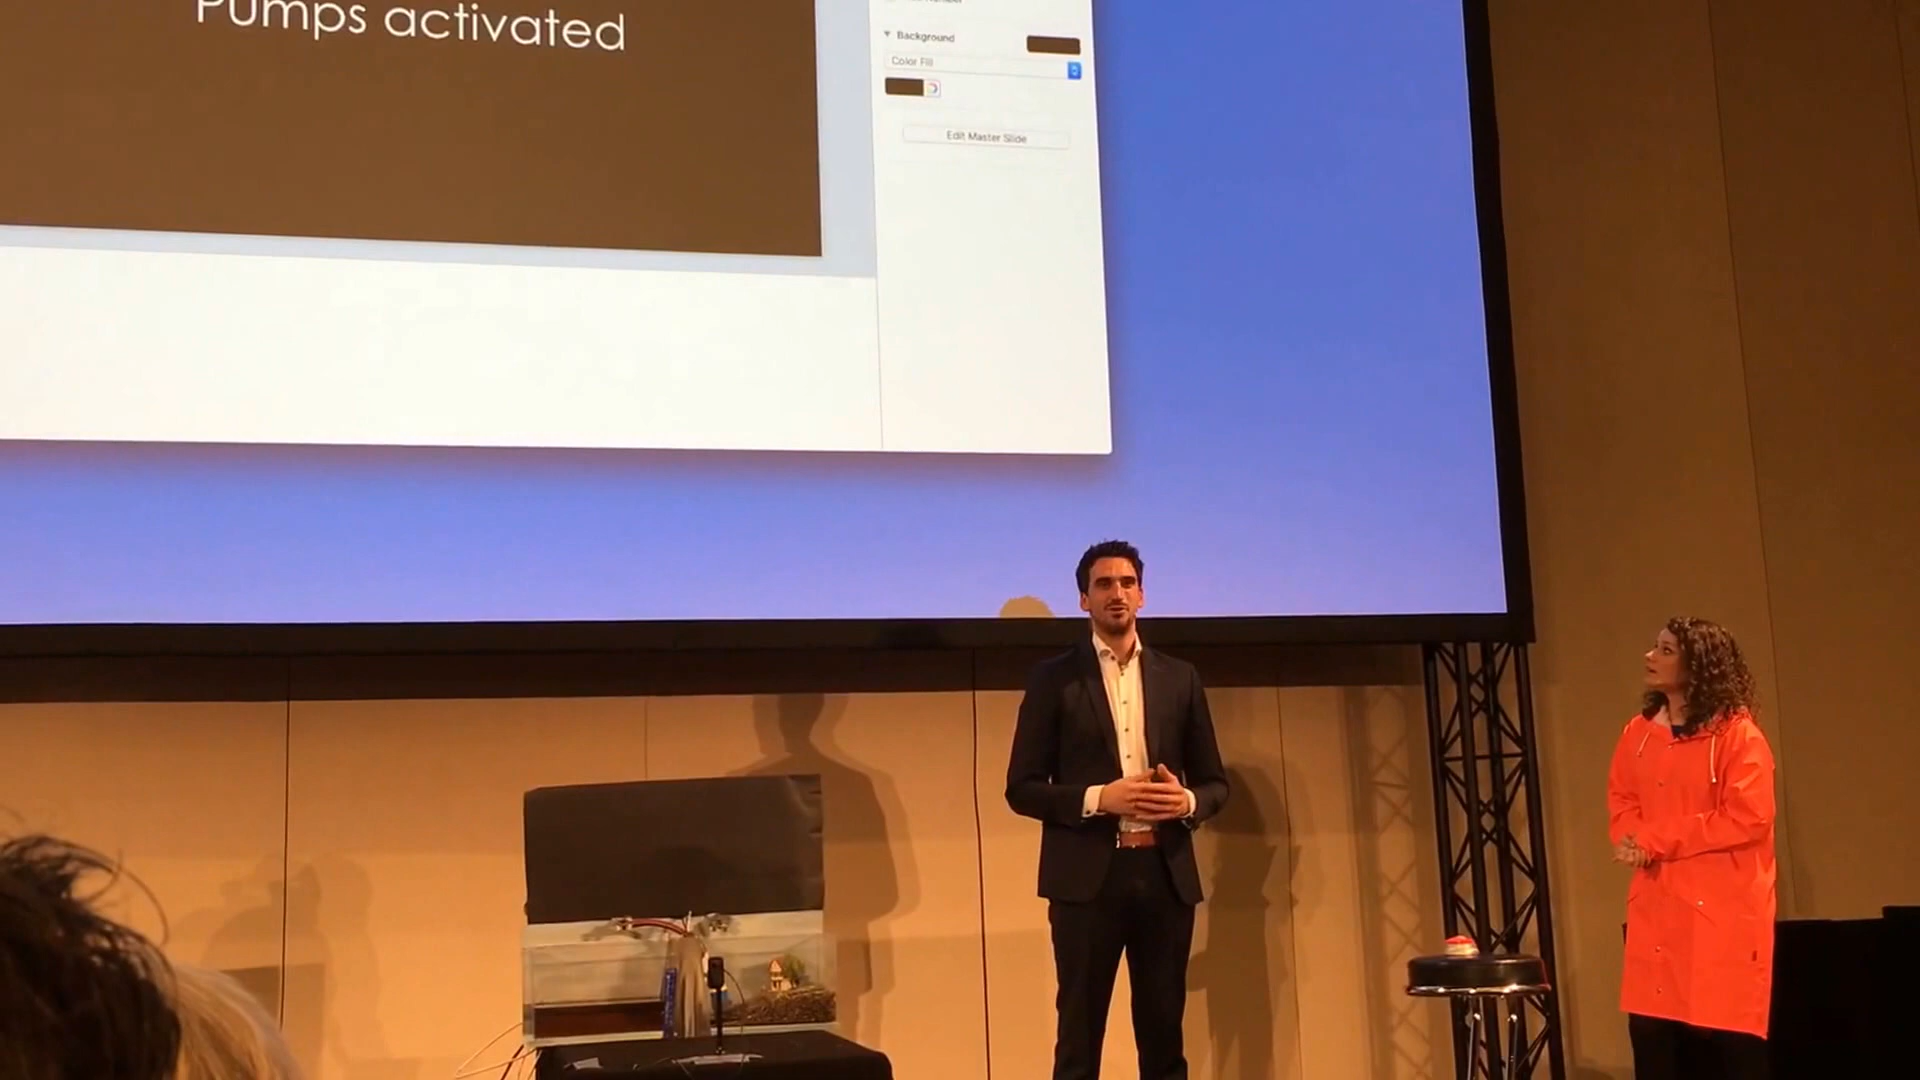 Pumps activated
Background
Color Fill
Edit Master Slide